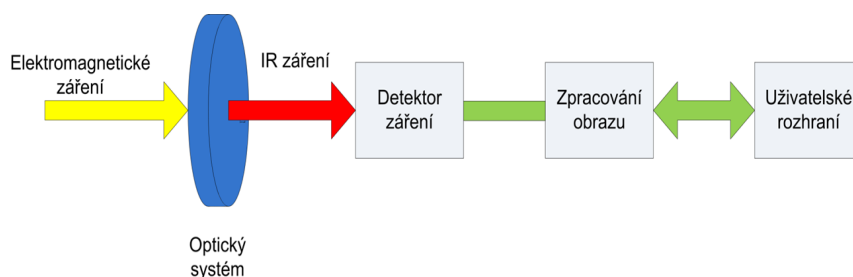 Elektromagnetické
záření
IR záření
Detektor
záření
Zpracování
obrazu
Uživatelské
rozhraní
Optický
systém